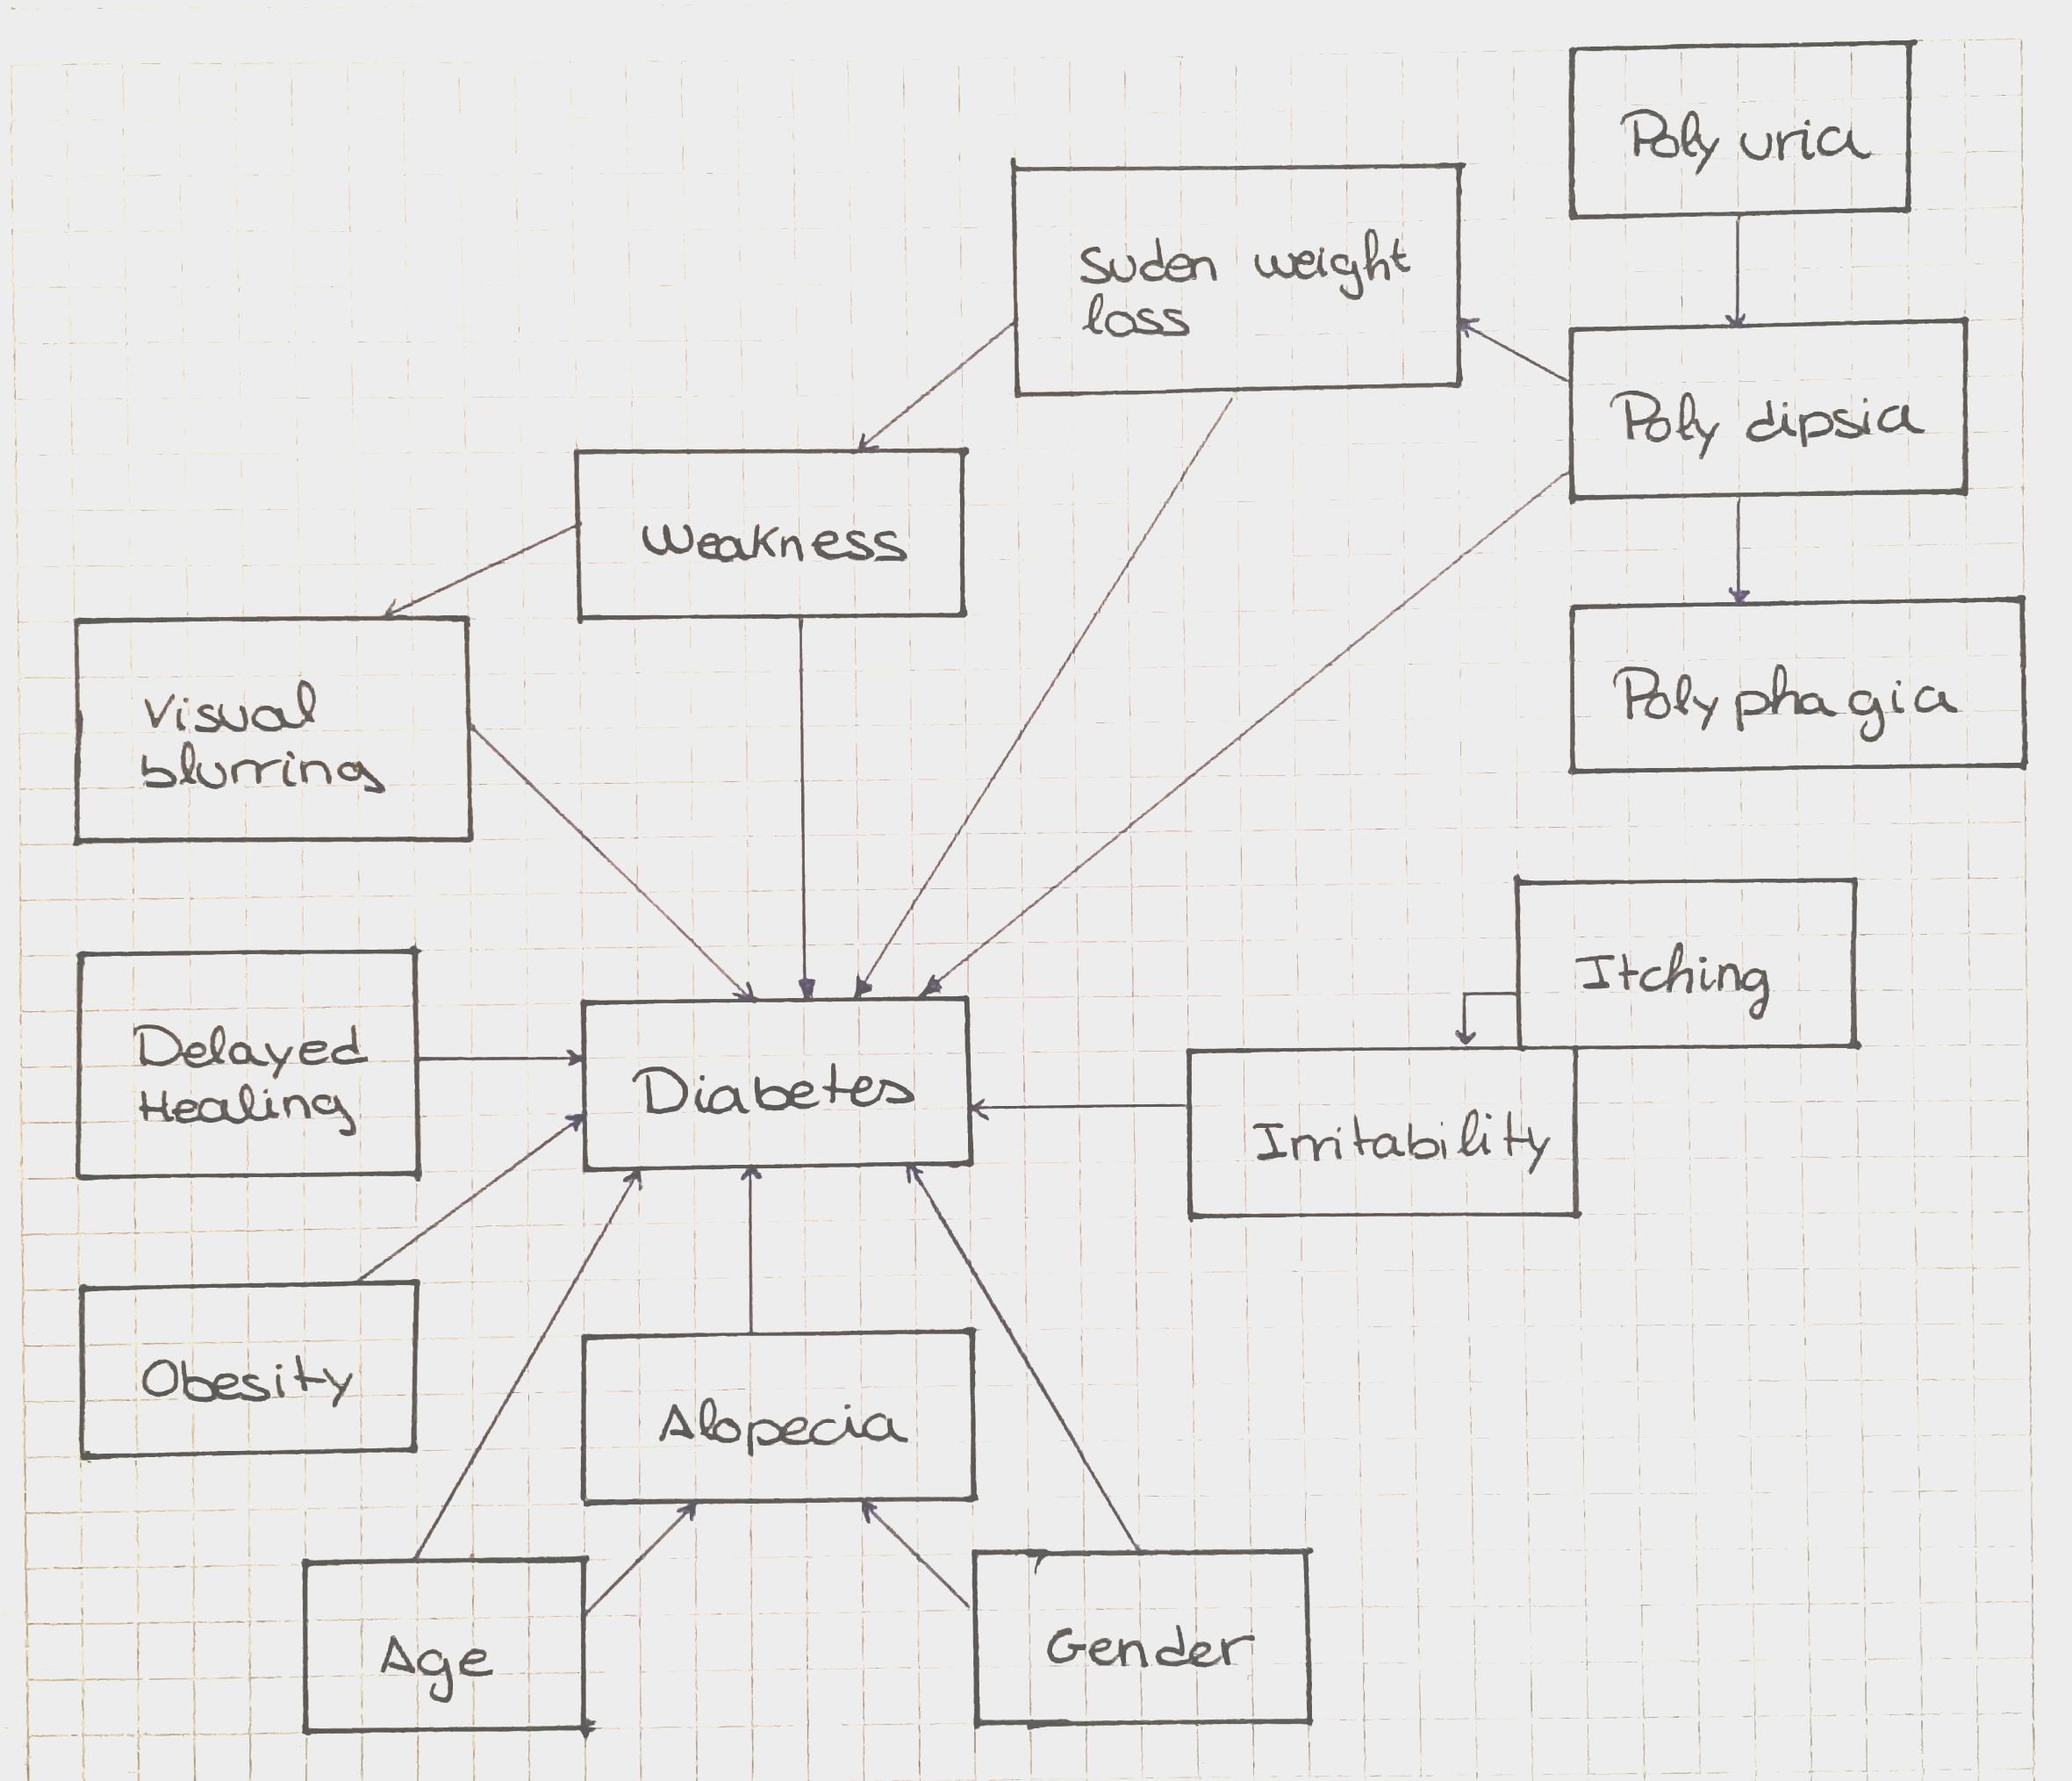 Poly uria
Suden weight
loss
Poly dipsia
Weakness
Poly phagia
Visual
blurring
Itching
Delayed
Healing
Diabetes
Irritability
Obesity
Alopecia
Age
Gender